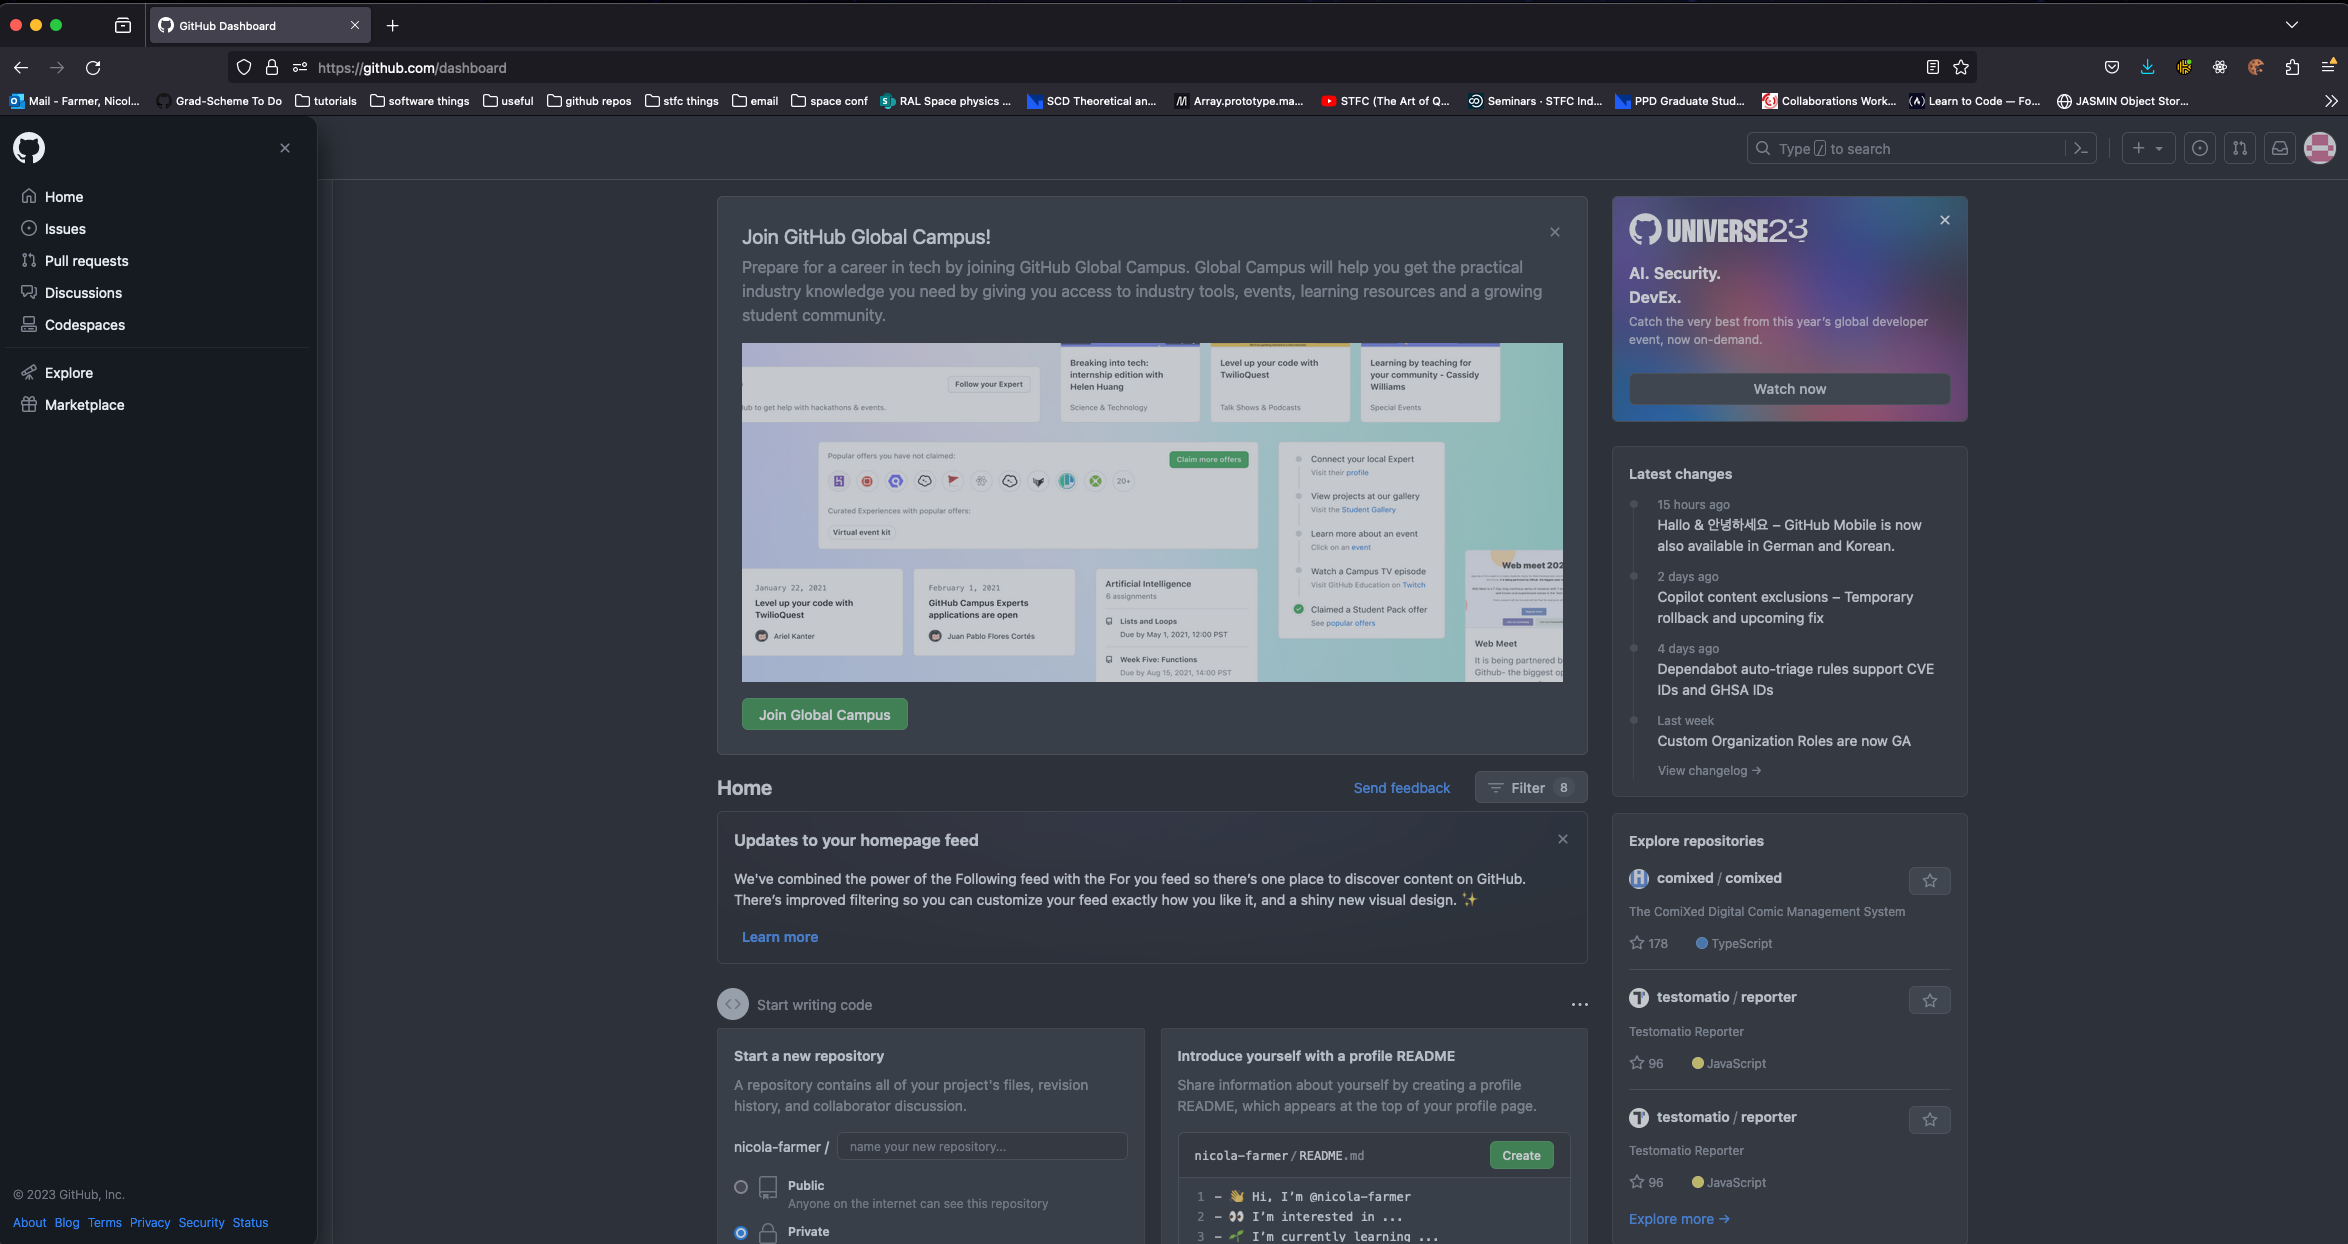 GitHub Dashboard
https://github.com/dashboard
Mail - Farmer, Nicol...
Grad-Scheme To Do
tutorials
software things
useful
github repos
stfc things
email
space conf
RAL Space physics ...
SCD Theoretical an...
Array.prototype.ma...
STFC (The Art of Q...
Seminars · STFC Ind...
PPD Graduate Stud...
Collaborations Work...
Learn to Code — Fo...
JASMIN Object Stor...
Type / to search
Home
Issues
Pull requests
Discussions
Codespaces
Explore
Marketplace
© 2023 GitHub, Inc.
About Blog Terms Privacy Security Status
Join GitHub Global Campus!
Prepare for a career in tech by joining GitHub Global Campus. Global Campus will help you get the practical
industry knowledge you need by giving you access to industry tools, events, learning resources and a growing
student community.
Follow your Expert
lub to get help with hackathons & events.
Breaking into tech:
internship edition with
Helen Huang
Science & Technology
Level up your code with
TwilioQuest
Talk Shows & Podcasts
Learning by teaching for
your community - Cassidy
Williams
Special Events
Popular offers you have not claimed:
Claim more offers
20+
Curated Experiences with popular offers:
Virtual event kit
Connect your local Expert
Visit their profile
View projects at our gallery
Visit the Student Gallery
Learn more about an event
Click on an event
Watch a Campus TV episode
Visit GitHub Education on Twitch
Claimed a Student Pack offer
See popular offers
January 22, 2021
Level up your code with
TwilioQuest
Ariel Kanter
February 1, 2021
GitHub Campus Experts
applications are open
Juan Pablo Flores Cortés
Artificial Intelligence
6 assignments
Lists and Loops
Due by May 1, 2021, 12:00 PST
Week Five: Functions
Due by Aug 15, 2021, 14:00 PST
Web meet 202
Web Meet
It is being partnered b
Github- the biggest op
Join Global Campus
Home
Send feedback
Filter 8
Updates to your homepage feed
We've combined the power of the Following feed with the For you feed so there's one place to discover content on GitHub.
There's improved filtering so you can customize your feed exactly how you like it, and a shiny new visual design. ✨
Learn more
Start writing code
Start a new repository
A repository contains all of your project's files, revision
history, and collaborator discussion.
nicola-farmer /
name your new repository...
Public
Anyone on the internet can see this repository
Private
Introduce yourself with a profile README
Share information about yourself by creating a profile
README, which appears at the top of your profile page.
nicola-farmer / README.md
Create
1 - 👋 Hi, I'm @nicola-farmer
2 - 👀 I'm interested in ...
3 - 🌱 I'm currently learning ...
UNIVERSE23
AI. Security.
DevEx.
Catch the very best from this year's global developer
event, now on-demand.
Watch now
Latest changes
15 hours ago
Hallo & 안녕하세요 – GitHub Mobile is now
also available in German and Korean.
2 days ago
Copilot content exclusions – Temporary
rollback and upcoming fix
4 days ago
Dependabot auto-triage rules support CVE
IDs and GHSA IDs
Last week
Custom Organization Roles are now GA
View changelog →
Explore repositories
comixed / comixed
The ComiXed Digital Comic Management System
178 TypeScript
testomatio / reporter
Testomatio Reporter
96 JavaScript
testomatio / reporter
Testomatio Reporter
96 JavaScript
Explore more →